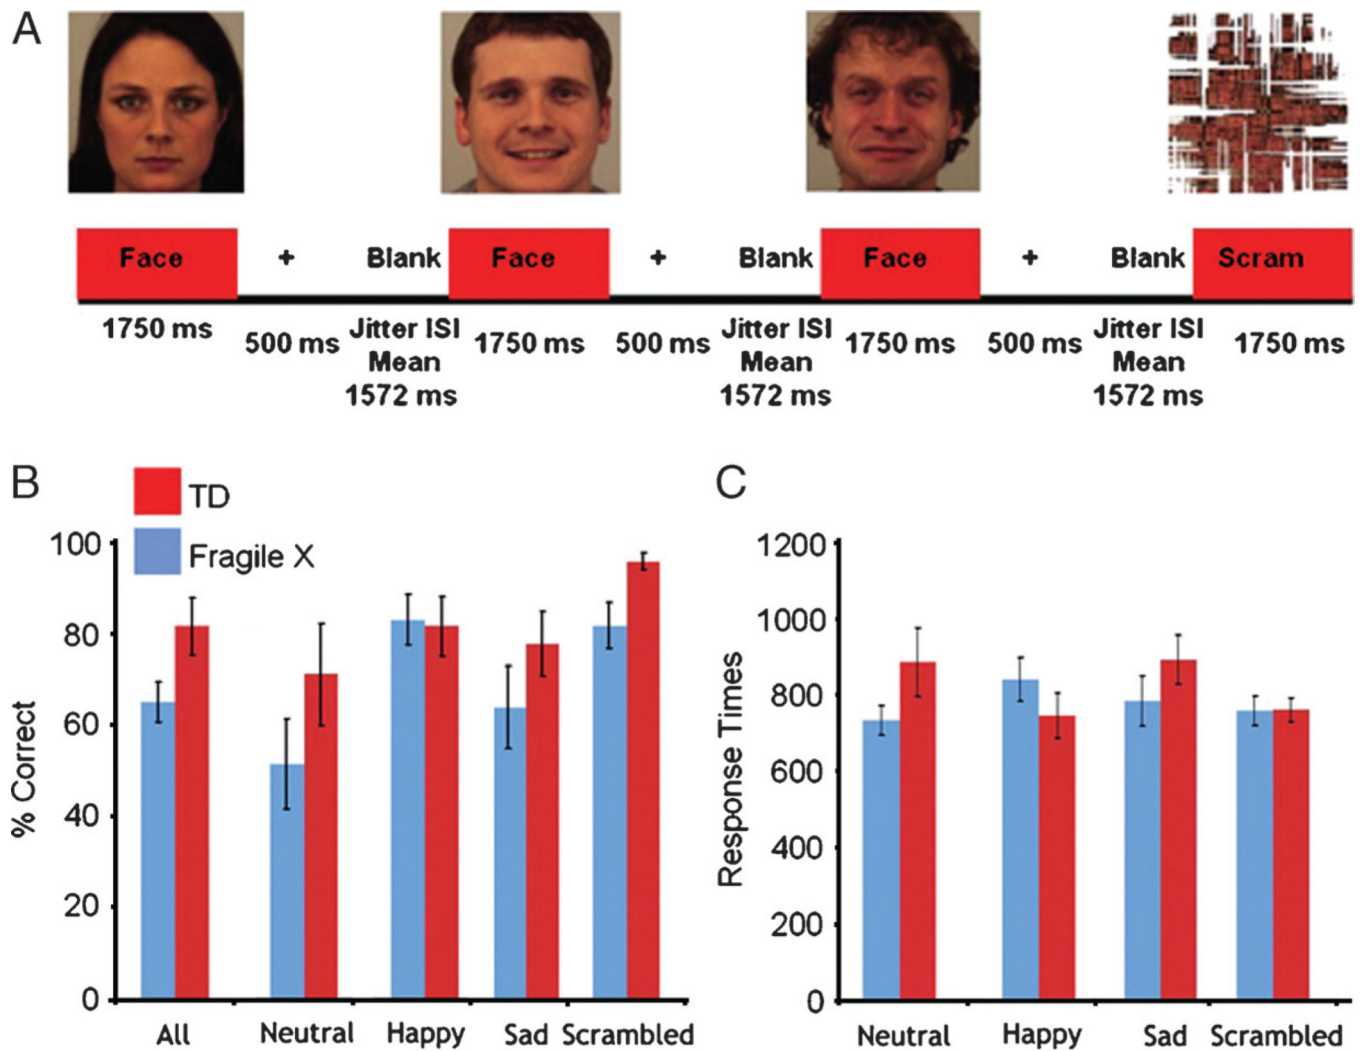 A
Face + Blank Face + Blank Face + Blank Scram
1750 ms 500 ms Jitter ISI Mean 1572 ms 1750 ms 500 ms Jitter ISI Mean 1572 ms 1750 ms 500 ms Jitter ISI Mean 1572 ms 1750 ms
B
TD
Fragile X
% Correct
100
80
60
40
20
0
All Neutral Happy Sad Scrambled
C
Response Times
1200
1000
800
600
400
200
0
Neutral Happy Sad Scrambled